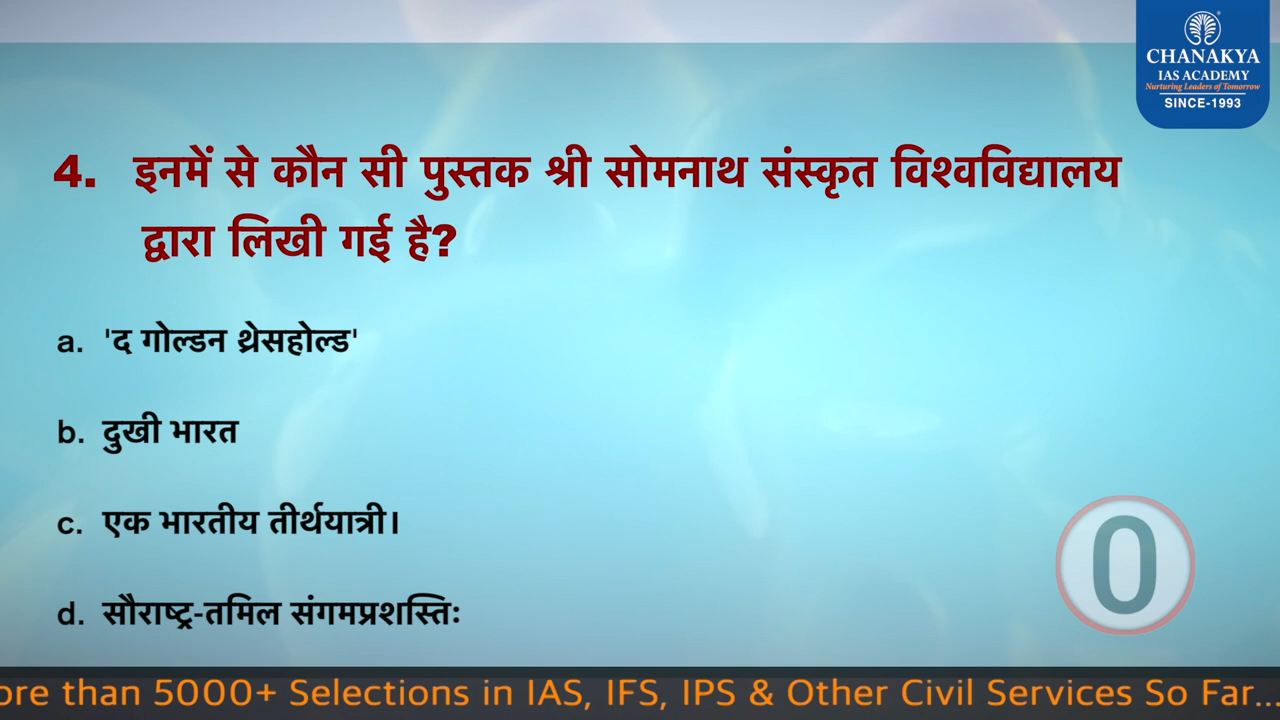 CHANAKYA
IAS ACADEMY
Nurturing Leaders of Tomorrow
SINCE-1993
4. इनमें से कौन सी पुस्तक श्री सोमनाथ संस्कृत विश्वविद्यालय
द्वारा लिखी गई है?
a. 'द गोल्डन थ्रेसहोल्ड'
b. दुखी भारत
c. एक भारतीय तीर्थयात्री।
d. सौराष्ट्र-तमिल संगमप्रशस्तिः
0
ore than 5000+ Selections in IAS, IFS, IPS & Other Civil Services So Far...